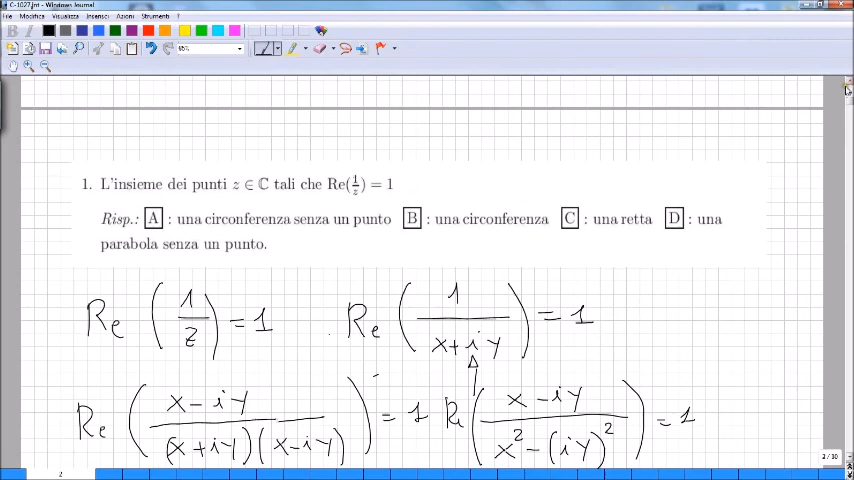 C-1027.jnt - Windows Journal
File Modifica Visualizza Inserisci Azioni Strumenti ?
B I
65%
1. L'insieme dei punti z ∈ ℂ tali che Re(1/z) = 1
Risp.: A : una circonferenza senza un punto B : una circonferenza C : una retta D : una
parabola senza un punto.
Re (1/z) = 1 Re (1/(x+iy)) = 1
Re ((x-iy)/((x+iy)(x-iy))) = 1 Re ((x-iy)/(x²-(iy)²)) = 1
2 / 30
2